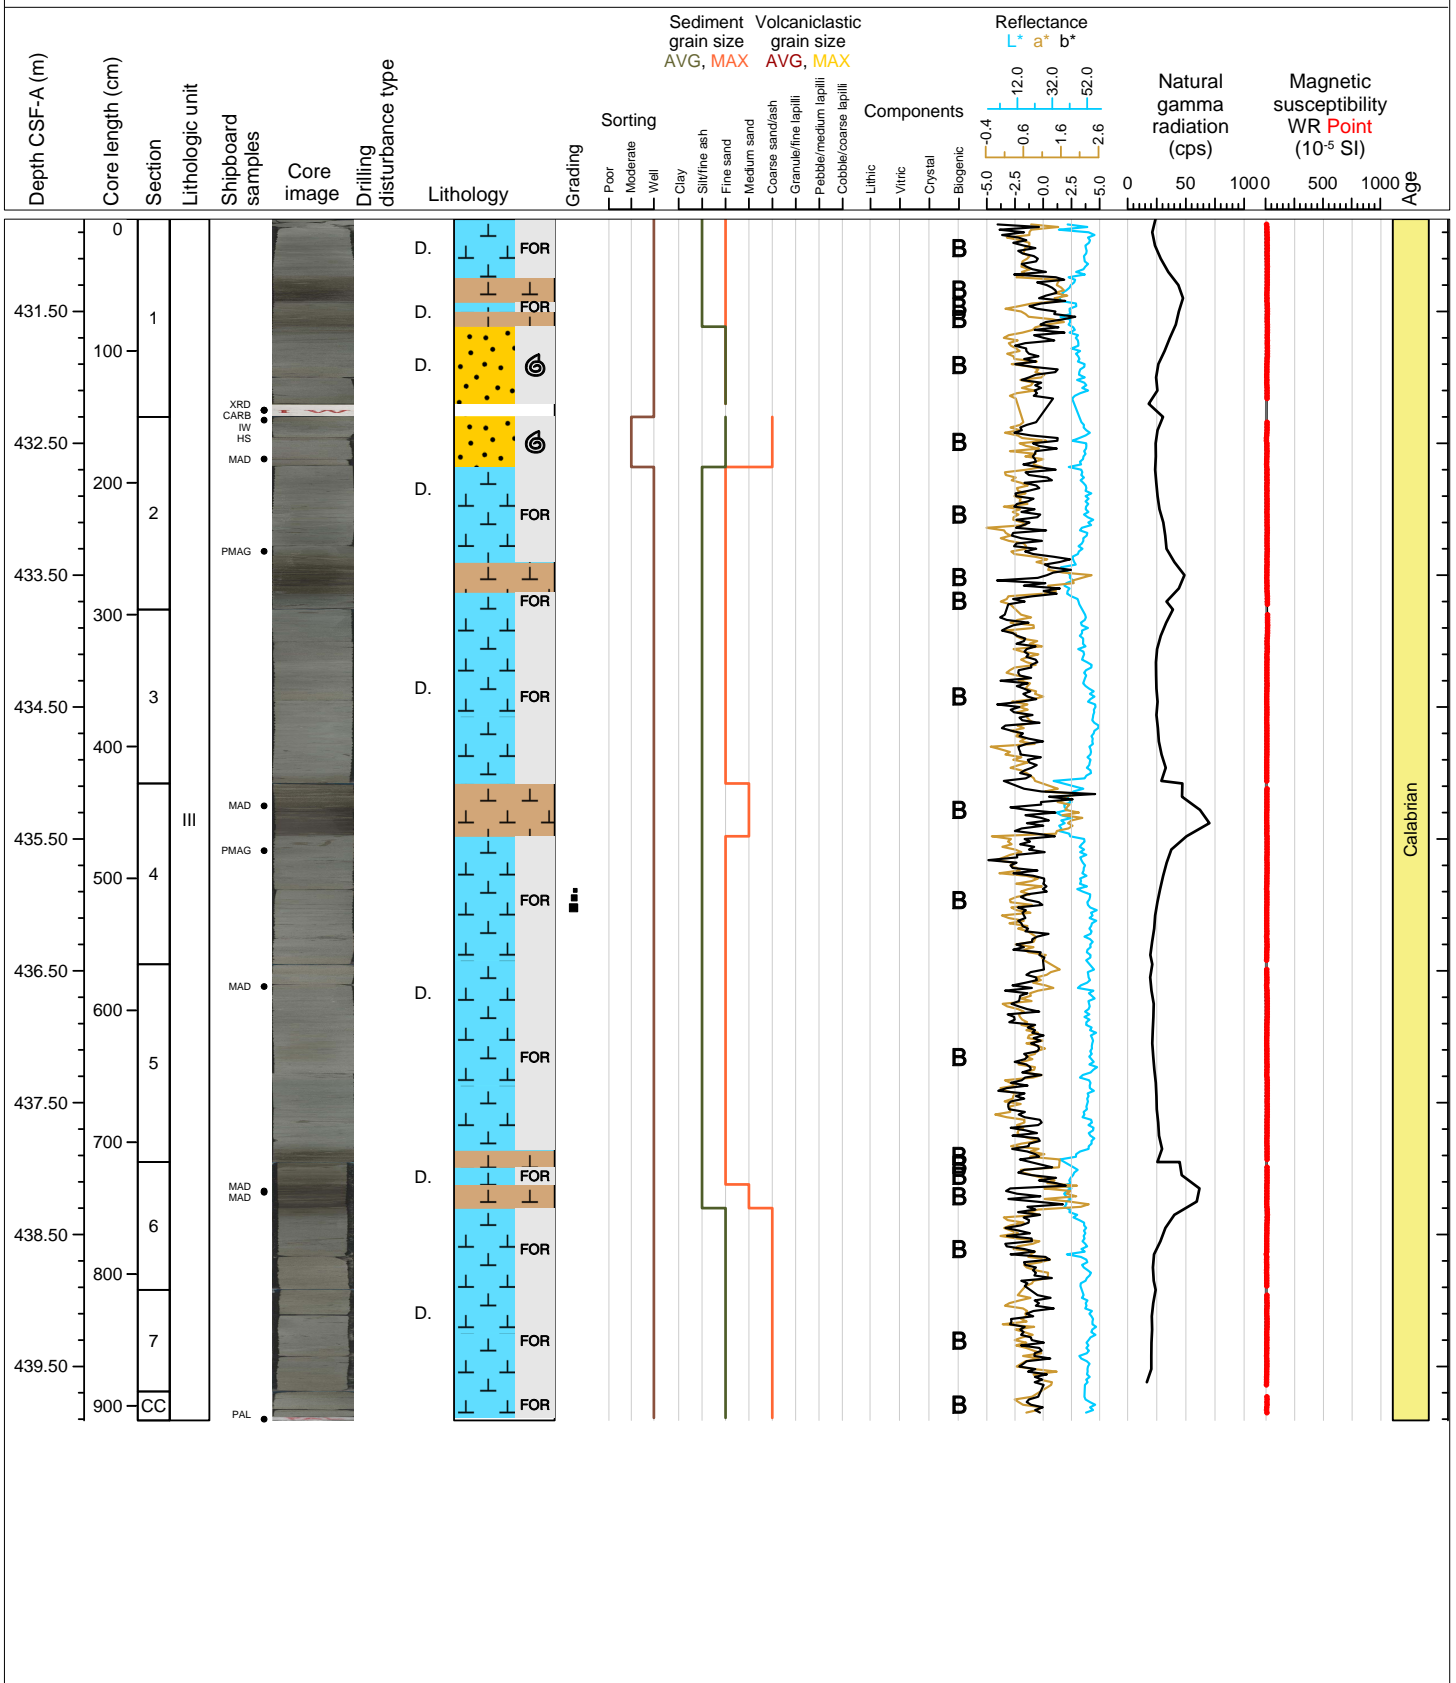 Depth CSF-A (m)
Core length (cm)
Section
Lithologic unit
Shipboard
samples
Core
image
Drilling
disturbance type
Lithology
Grading
Sorting
Poor
Moderate
Well
Sediment
grain size
AVG, MAX
Volcaniclastic
grain size
AVG, MAX
Clay
Silt/fine ash
Fine sand
Medium sand
Coarse sand/ash
Granule/fine lapilli
Pebble/medium lapilli
Cobble/coarse lapilli
Components
Lithic
Vitric
Crystal
Biogenic
Reflectance
L* a* b*
12.0 32.0 52.0
-0.4 0.6 1.6 2.6
-5.0 -2.5 0.0 2.5 5.0
Natural
gamma
radiation
(cps)
0 50 100
Magnetic
susceptibility
WR Point
(10-5 SI)
0 500 1000
Age
0
D. FOR B
B
B
431.50
D. FOR B
1
B
100
D. B
XRD
CARB
IW
HS
432.50
B
MAD
200
D.
2
FOR B
PMAG
433.50
B
300
FOR B
D.
3
FOR B
434.50
400
MAD
B
III
435.50
Calabrian
PMAG
4
500
FOR B
436.50
MAD
D.
600
5
FOR B
437.50
700
B
B
D. FOR B
MAD
MAD
B
6
438.50
FOR B
800
D.
7
FOR B
439.50
900
CC
FOR B
PAL